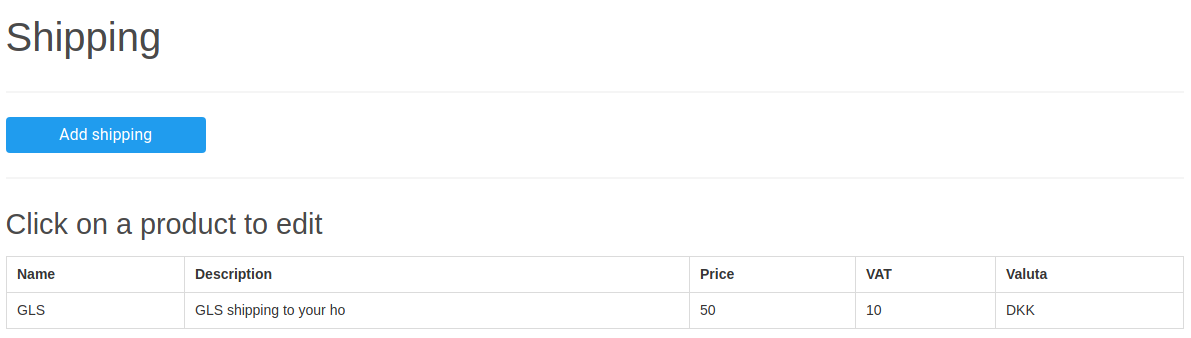 Shipping
Add shipping
Click on a product to edit
Name Description Price VAT Valuta
GLS GLS shipping to your ho 50 10 DKK